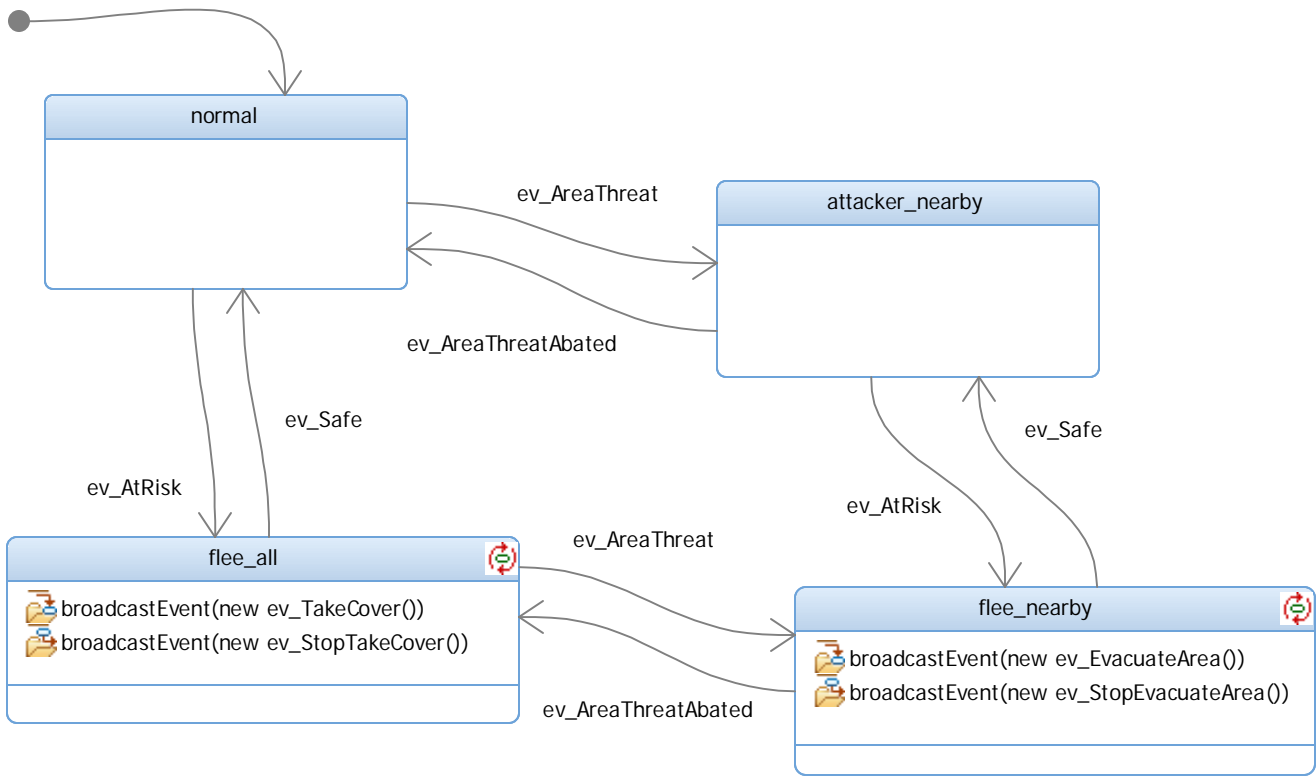 normal
ev_AreaThreat
attacker_nearby
ev_AreaThreatAbated
ev_Safe
ev_Safe
ev_AtRisk
ev_AtRisk
ev_AreaThreat
flee_all
broadcastEvent(new ev_TakeCover())
broadcastEvent(new ev_StopTakeCover())
flee_nearby
broadcastEvent(new ev_EvacuateArea())
broadcastEvent(new ev_StopEvacuateArea())
ev_AreaThreatAbated